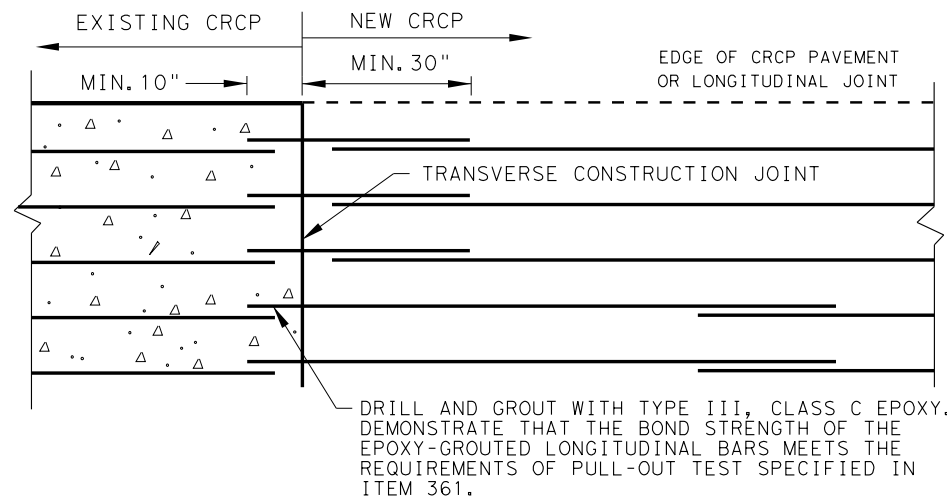 EXISTING CRCP
NEW CRCP
MIN. 10"
MIN. 30"
EDGE OF CRCP PAVEMENT
OR LONGITUDINAL JOINT
TRANSVERSE CONSTRUCTION JOINT
DRILL AND GROUT WITH TYPE III, CLASS C EPOXY.
DEMONSTRATE THAT THE BOND STRENGTH OF THE
EPOXY-GROUTED LONGITUDINAL BARS MEETS THE
REQUIREMENTS OF PULL-OUT TEST SPECIFIED IN
ITEM 361.